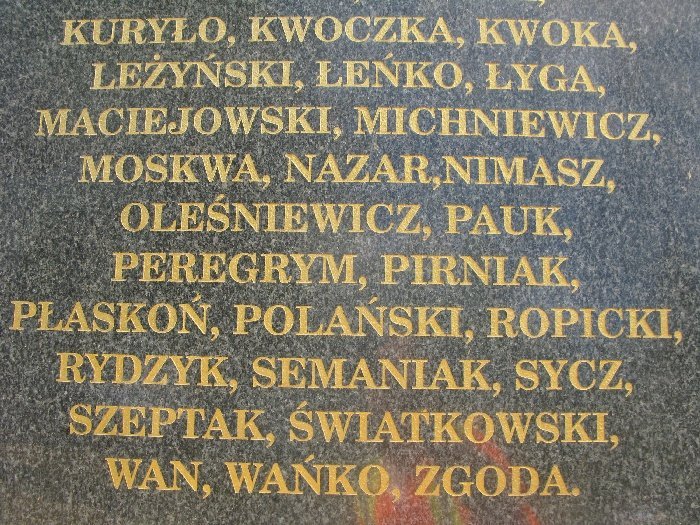 KURYŁO, KWOCZKA, KWOKA,
LEŻYŃSKI, ŁEŃKO, ŁYGA,
MACIEJOWSKI, MICHNIEWICZ,
MOSKWA, NAZAR,NIMASZ,
OLEŚNIEWICZ, PAUK,
PEREGRYM, PIRNIAK,
PŁASKOŃ, POLAŃSKI, ROPICKI,
RYDZYK, SEMANIAK, SYCZ,
SZEPTAK, ŚWIATKOWSKI,
WAN, WAŃKO, ZGODA.